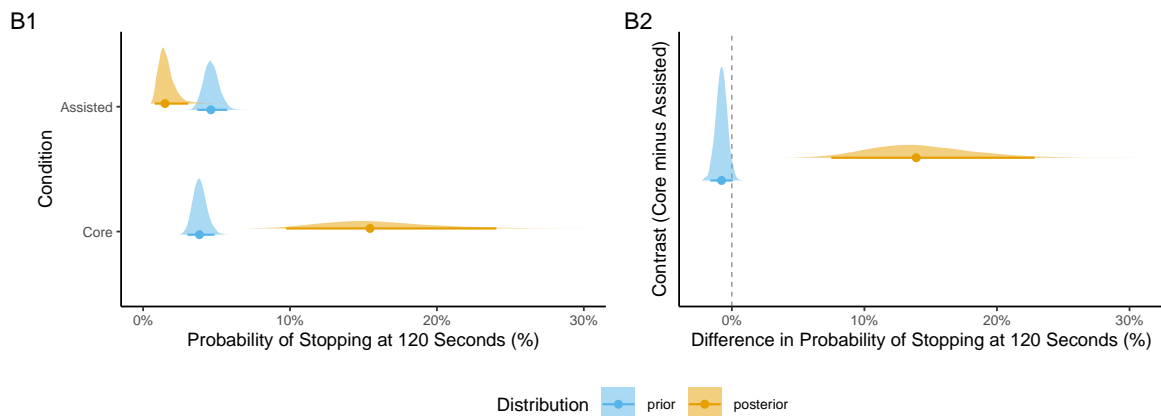 B1
Condition
Assisted
Core
0% 10% 20% 30%
Probability of Stopping at 120 Seconds (%)
B2
Contrast (Core minus Assisted)
0% 10% 20% 30%
Difference in Probability of Stopping at 120 Seconds (%)
Distribution prior posterior